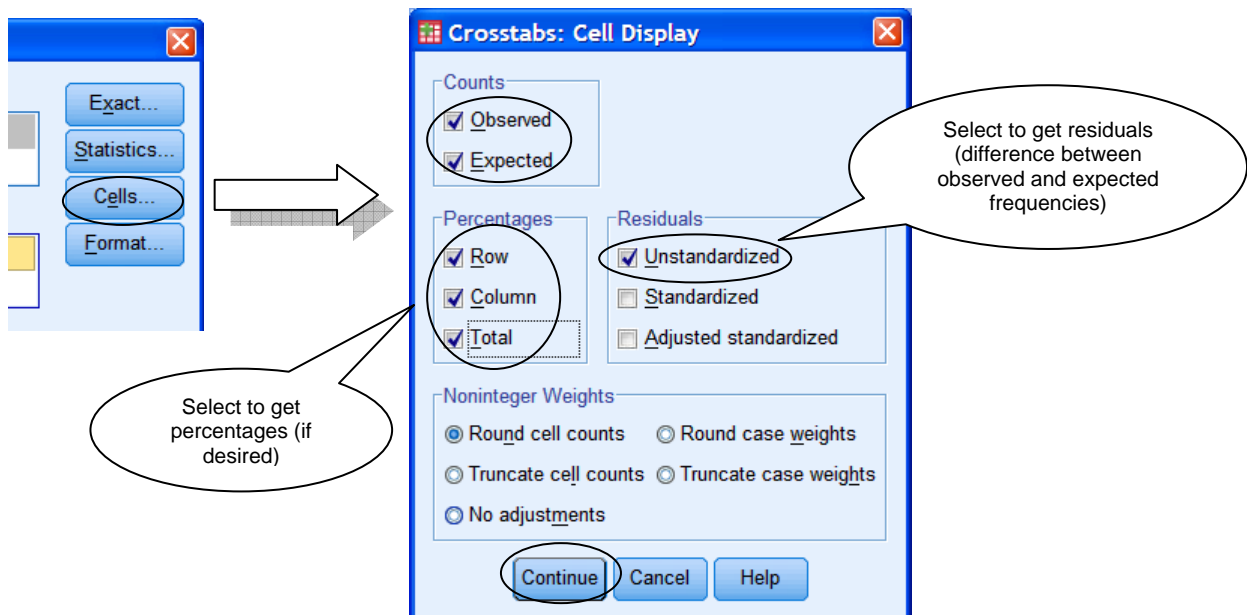 Exact...
Statistics...
Cells...
Format...
Crosstabs: Cell Display
Counts
Observed
Expected
Percentages
Row
Column
Total
Residuals
Unstandardized
Standardized
Adjusted standardized
Noninteger Weights
Round cell counts
Round case weights
Truncate cell counts
Truncate case weights
No adjustments
Continue
Cancel
Help
Select to get residuals
(difference between
observed and expected
frequencies)
Select to get
percentages (if
desired)